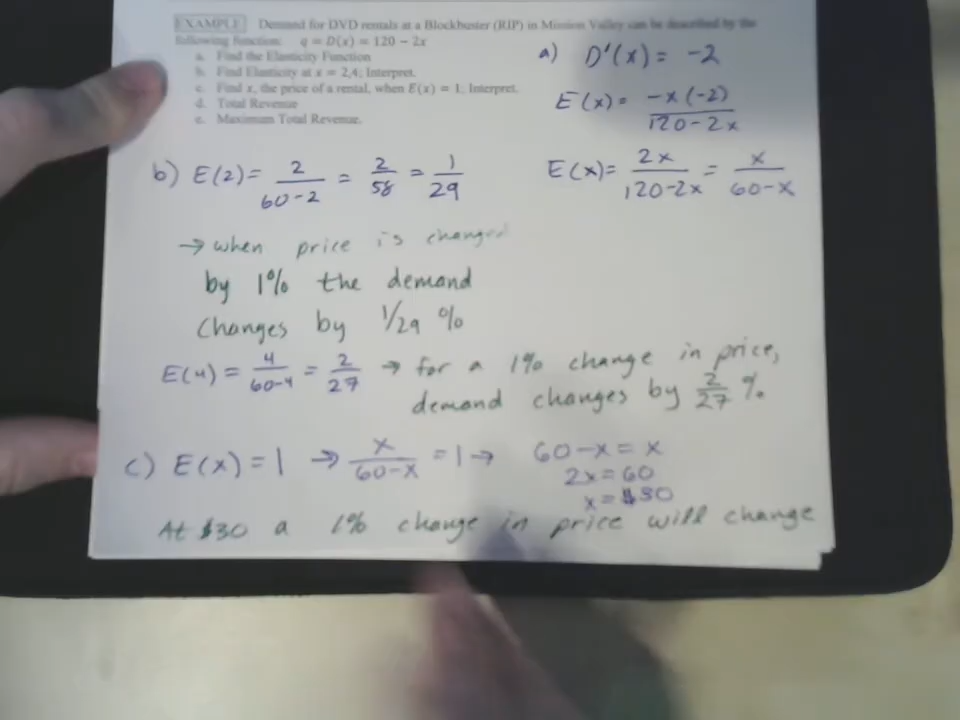 EXAMPLE Demand for DVD rentals at a Blockbuster (RIP) in Mission Valley can be described by the
following function: q = D(x) = 120 − 2x
a. Find the Elasticity Function
b. Find Elasticity at x = 2,4; Interpret.
c. Find x, the price of a rental, when E(x) = 1, Interpret.
d. Total Revenue
e. Maximum Total Revenue.
a) D'(x) = -2
E(x) = -x(-2) / 120-2x
E(x) = 2x / 120-2x = x / 60-x
b) E(2) = 2 / 60-2 = 2/58 = 1/29
→ when price is changed
by 1% the demand
changes by 1/29 %
E(4) = 4 / 60-4 = 2/27 → for a 1% change in price,
demand changes by 2/27 %.
c) E(x) = 1 → x / 60-x = 1 → 60-x = x
2x = 60
x = $30
At $30 a 1% change in price will change